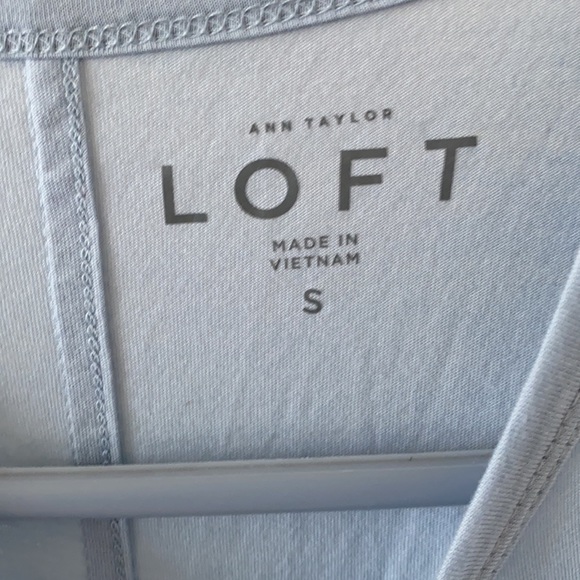 ANN TAYLOR
LOFT
MADE IN
VIETNAM
S